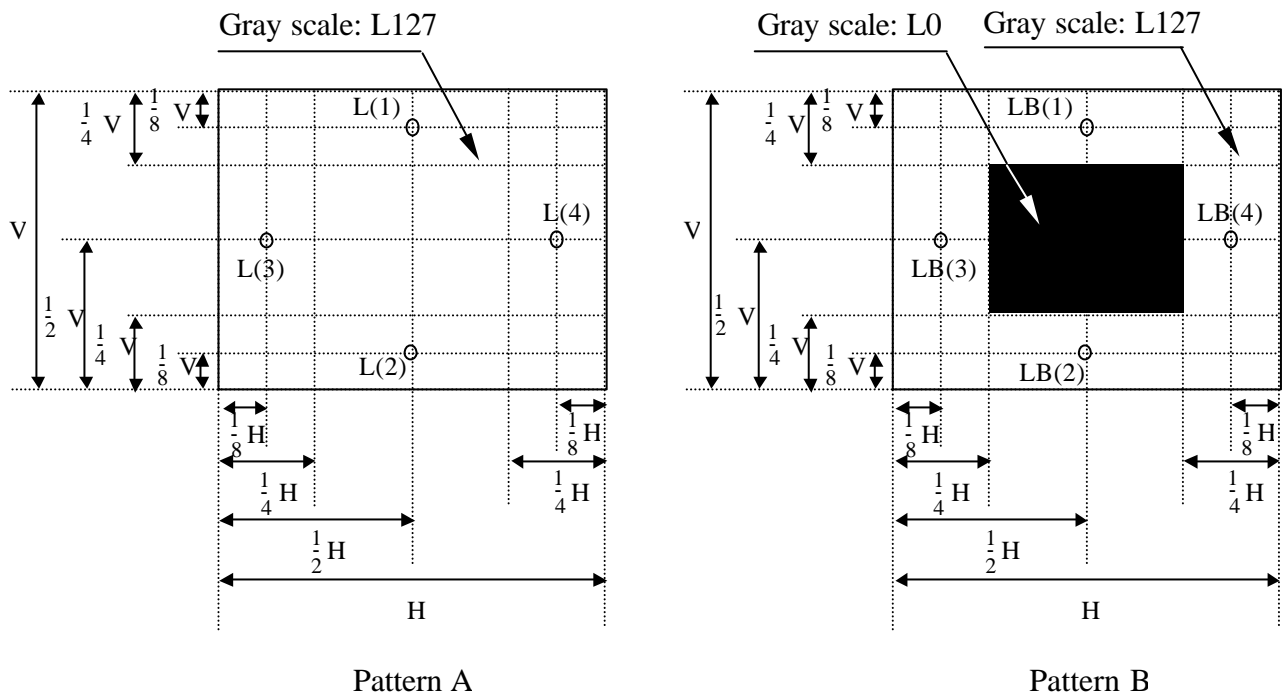 Gray scale: L127
1/4 V
1/8 V
L(1)
V
L(4)
L(3)
1/2 V
1/4 V
1/8 V
L(2)
1/8 H
1/8 H
1/4 H
1/4 H
1/2 H
H
Pattern A
Gray scale: L0
Gray scale: L127
1/4 V
1/8 V
LB(1)
V
LB(4)
LB(3)
1/2 V
1/4 V
1/8 V
LB(2)
1/8 H
1/8 H
1/4 H
1/4 H
1/2 H
H
Pattern B